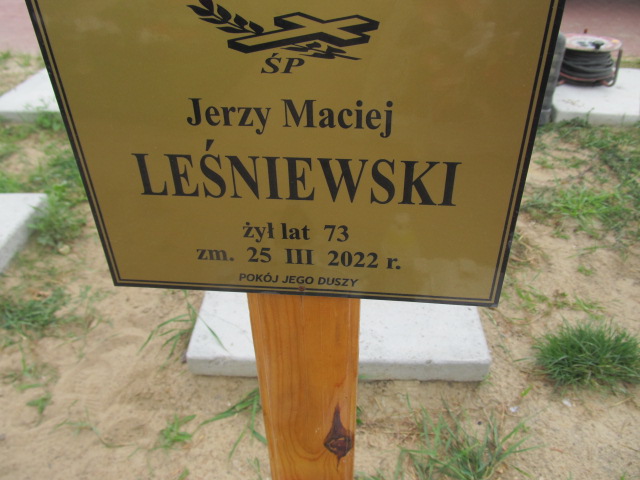 ŚP
Jerzy Maciej
LEŚNIEWSKI
żył lat 73
zm. 25 III 2022 r.
POKÓJ JEGO DUSZY